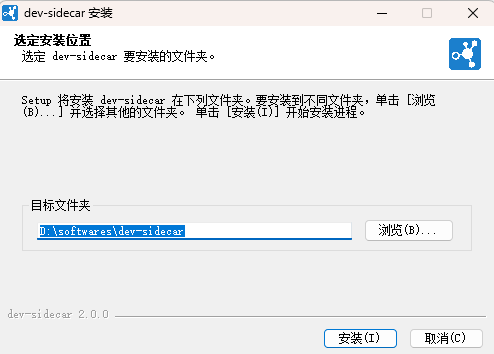 dev-sidecar 安装
选定安装位置
选定 dev-sidecar 要安装的文件夹。
Setup 将安装 dev-sidecar 在下列文件夹。要安装到不同文件夹，单击 [浏览
(B)...] 并选择其他的文件夹。 单击 [安装(I)] 开始安装进程。
目标文件夹
D:\softwares\dev-sidecar
浏览(B)...
dev-sidecar 2.0.0
安装(I)
取消(C)